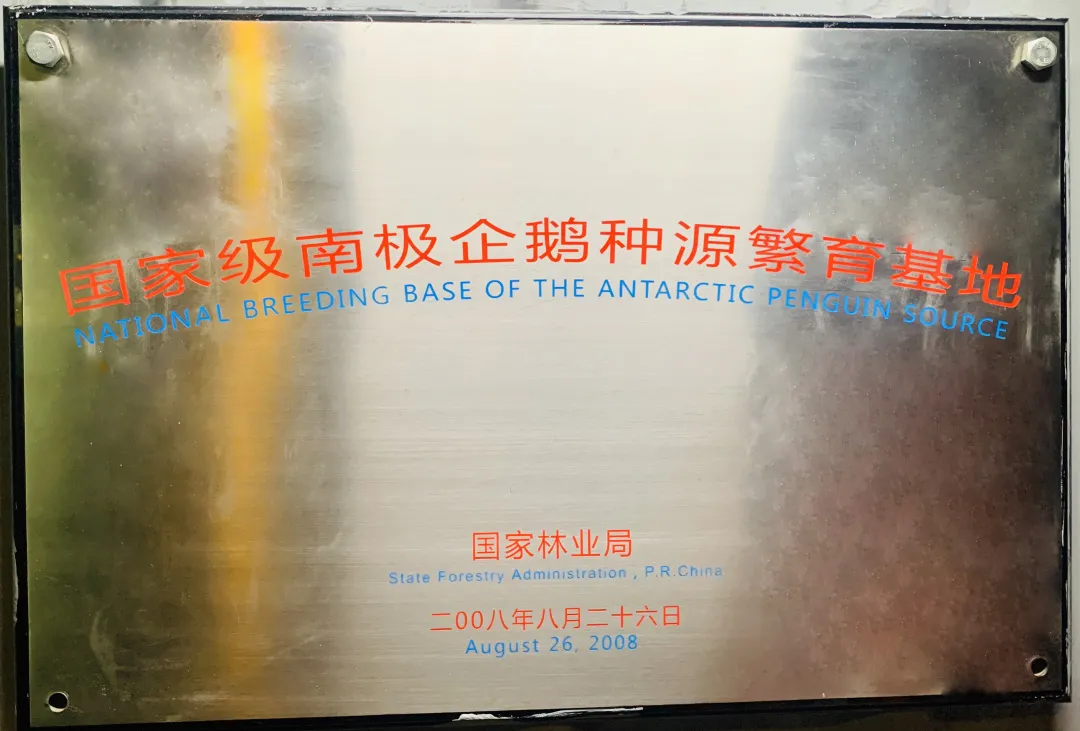 国家级南极企鹅种源繁育基地
NATIONAL BREEDING BASE OF THE ANTARCTIC PENGUIN SOURCE
国家林业局
State Forestry Administration , P.R.China
二00八年八月二十六日
August 26, 2008